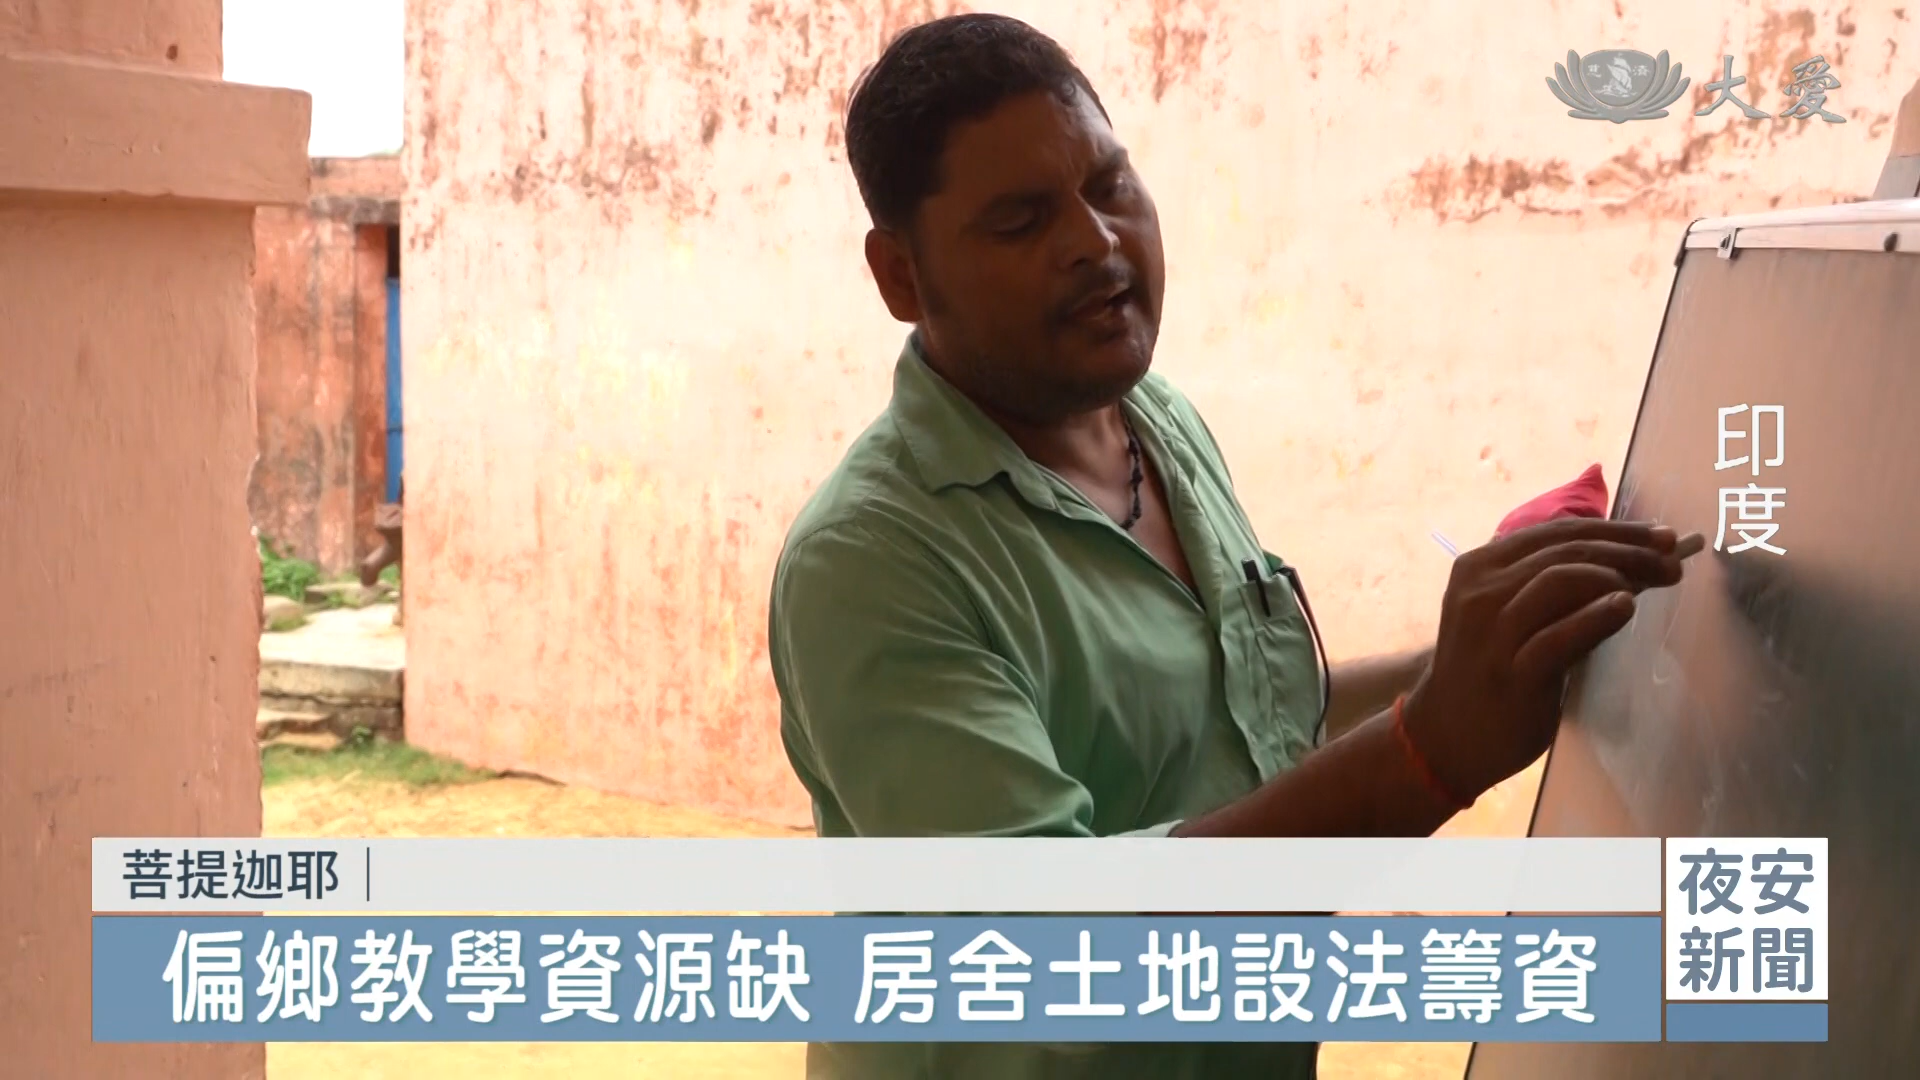 大愛
印度
菩提迦耶
偏鄉教學資源缺 房舍土地設法籌資
夜安
新聞